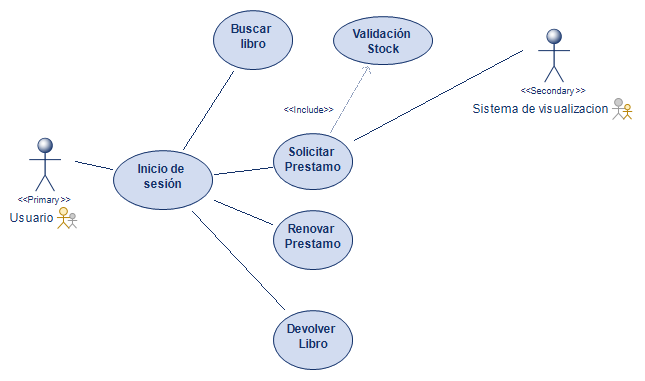 Buscar
libro
Validación
Stock
<<Secondary>>
Sistema de visualizacion
<<Include>>
Solicitar
Prestamo
Inicio de
sesión
<<Primary>>
Usuario
Renovar
Prestamo
Devolver
Libro